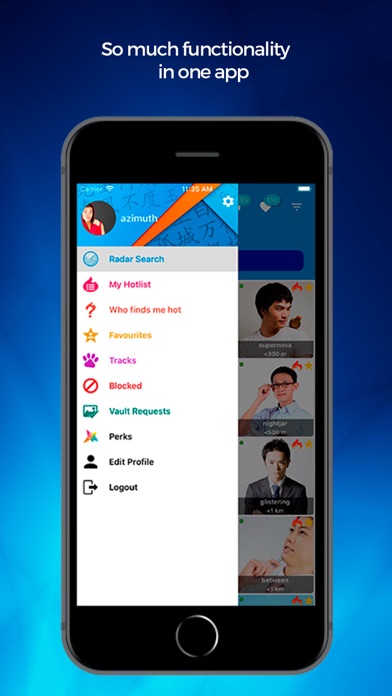 So much functionality
in one app
Carrier
11:35 AM
azimuth
Radar Search
My Hotlist
Who finds me hot
Favourites
Tracks
Blocked
Vault Requests
Perks
Edit Profile
Logout
supernova
<300 m
nightjar
<500 m
glistering
<1 km
between
<1 km